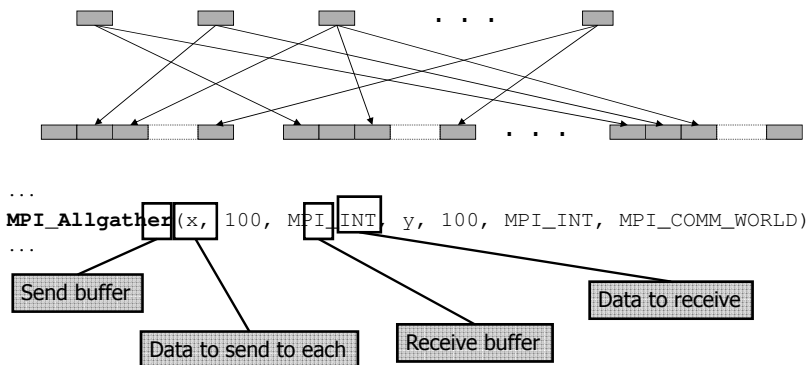 . . .
. . .
...
MPI_Allgather(x, 100, MPI_INT, y, 100, MPI_INT, MPI_COMM_WORLD)
...
Send buffer
Data to receive
Data to send to each
Receive buffer